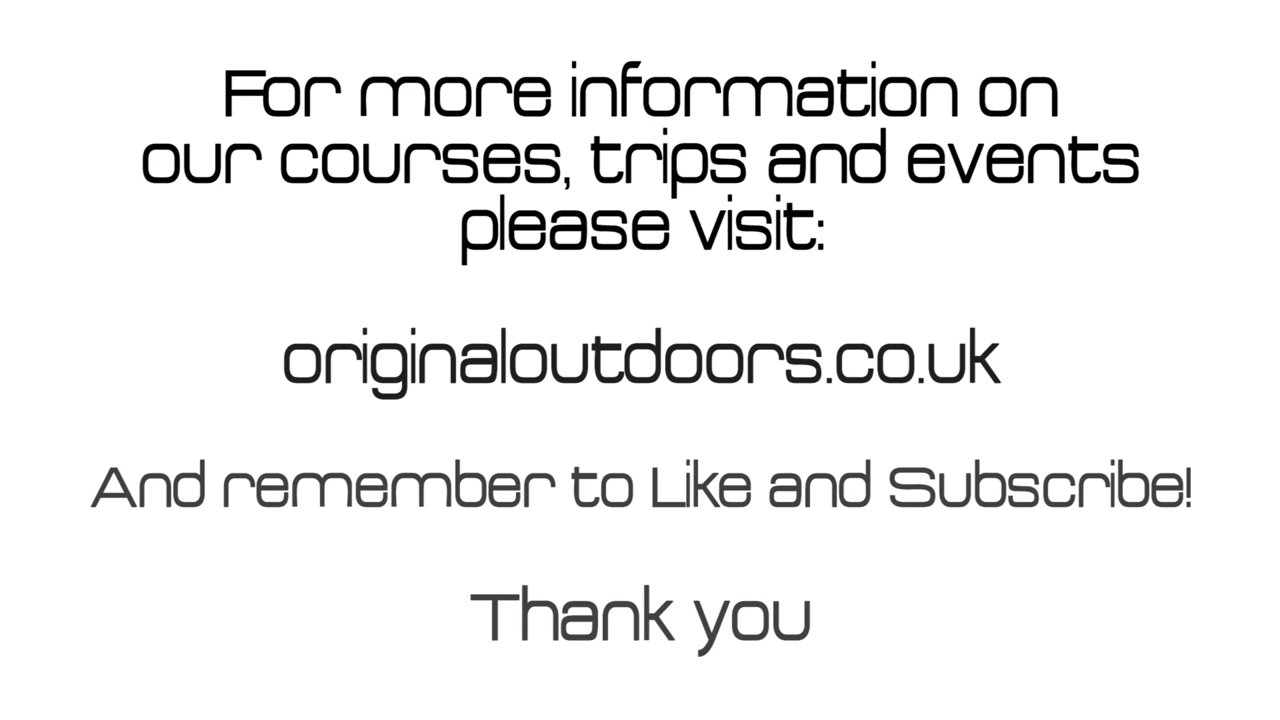 For more information on
our courses, trips and events
please visit:
originaloutdoors.co.uk
And remember to Like and Subscribe!
Thank you